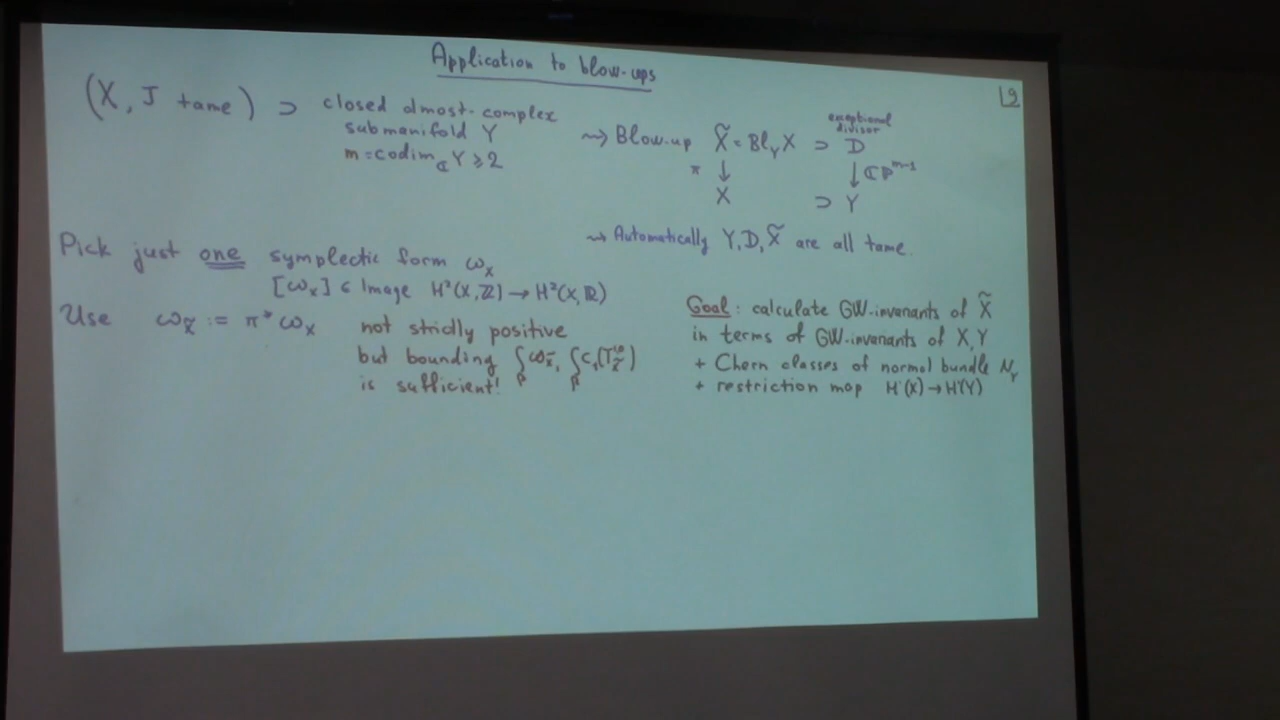 Application to blow-ups
19
(X, J tame) ⊃ closed almost-complex
submanifold Y
m = codim_ℂ Y ≥ 2
⇝ Blow-up X̃ = Bl_Y X ⊃ D
exceptional
divisor
π ↓ ↓ ℂP^{m-1}
X ⊃ Y
⇝ Automatically Y, D, X̃ are all tame.
Pick just one symplectic form ω_X
[ω_X] ∈ Image H²(X,ℤ) → H²(X,ℝ)
Use ω_X̃ := π*ω_X not strictly positive
but bounding ∫_β ω_X̃, ∫_β c₁(T_X̃^{1,0})
is sufficient!
Goal: calculate GW-invariants of X̃
in terms of GW-invariants of X, Y
+ Chern classes of normal bundle N_Y
+ restriction map H˙(X) → H˙(Y)